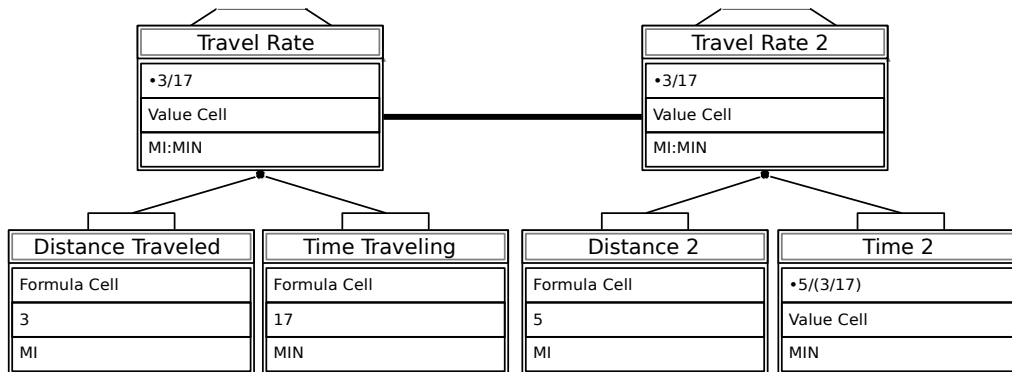 Travel Rate
•3/17
Value Cell
MI:MIN
Travel Rate 2
•3/17
Value Cell
MI:MIN
Distance Traveled
Formula Cell
3
MI
Time Traveling
Formula Cell
17
MIN
Distance 2
Formula Cell
5
MI
Time 2
•5/(3/17)
Value Cell
MIN